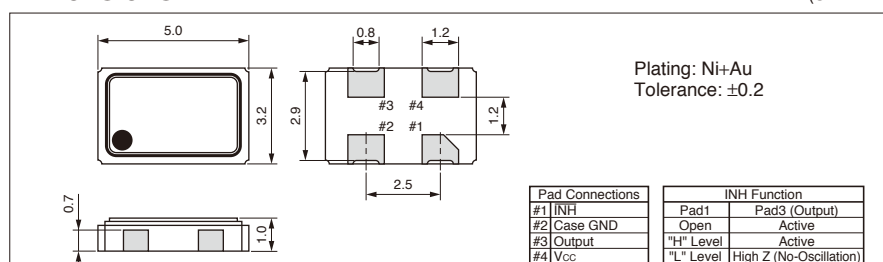 5.0
3.2
0.8
1.2
2.9
#3 #4
#2 #1
1.2
2.5
0.7
1.0
Plating: Ni+Au
Tolerance: ±0.2
Pad Connections
#1 INH
#2 Case GND
#3 Output
#4 Vcc
INH Function
Pad1 Pad3 (Output)
Open Active
"H" Level Active
"L" Level High Z (No-Oscillation)